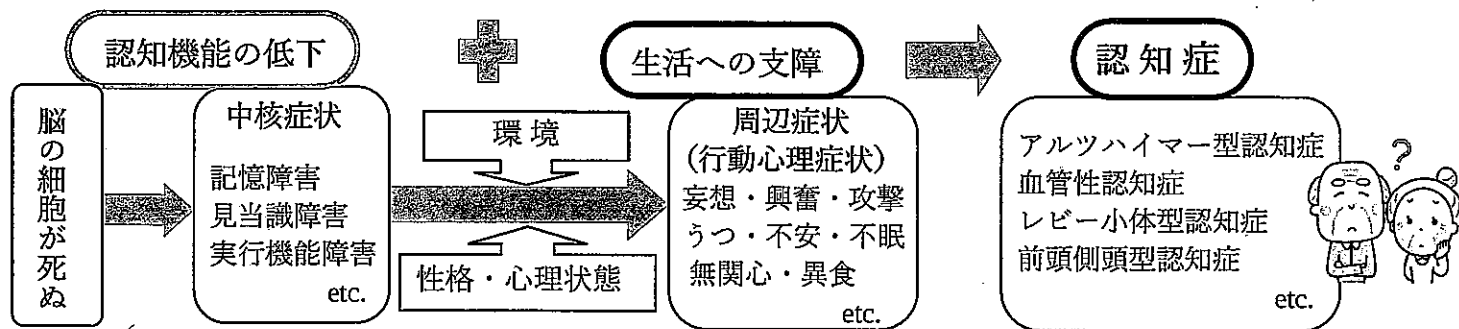 認知機能の低下
生活への支障
認知症
脳の細胞が死ぬ
中核症状
記憶障害
見当識障害
実行機能障害
etc.
環境
性格・心理状態
周辺症状
(行動心理症状)
妄想・興奮・攻撃
うつ・不安・不眠
無関心・異食
etc.
アルツハイマー型認知症
血管性認知症
レビー小体型認知症
前頭側頭型認知症
etc.
?